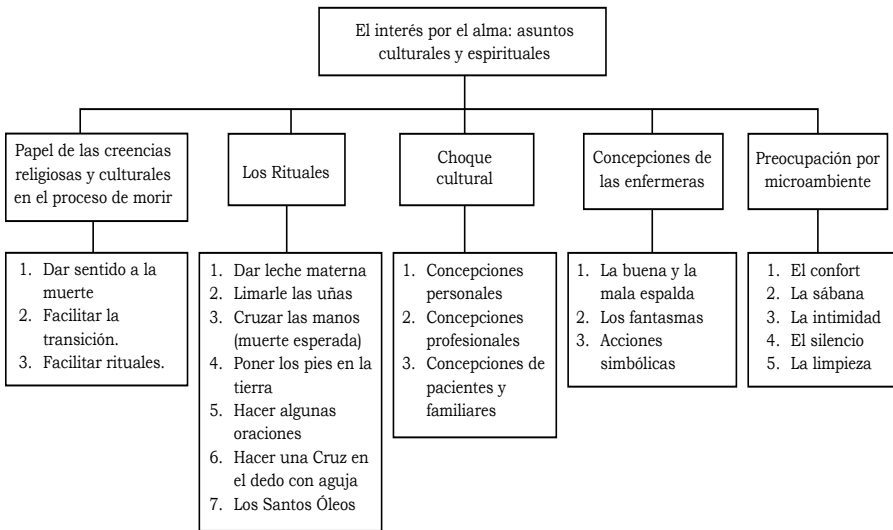 El interés por el alma: asuntos
culturales y espirituales
Papel de las creencias
religiosas y culturales
en el proceso de morir
Los Rituales
Choque
cultural
Concepciones de
las enfermeras
Preocupación por
microambiente
1. Dar sentido a la
muerte
2. Facilitar la
transición.
3. Facilitar rituales.
1. Dar leche materna
2. Limarle las uñas
3. Cruzar las manos
(muerte esperada)
4. Poner los pies en la
tierra
5. Hacer algunas
oraciones
6. Hacer una Cruz en
el dedo con aguja
7. Los Santos Óleos
1. Concepciones
personales
2. Concepciones
profesionales
3. Concepciones de
pacientes y
familiares
1. La buena y la
mala espalda
2. Los fantasmas
3. Acciones
simbólicas
1. El confort
2. La sábana
3. La intimidad
4. El silencio
5. La limpieza